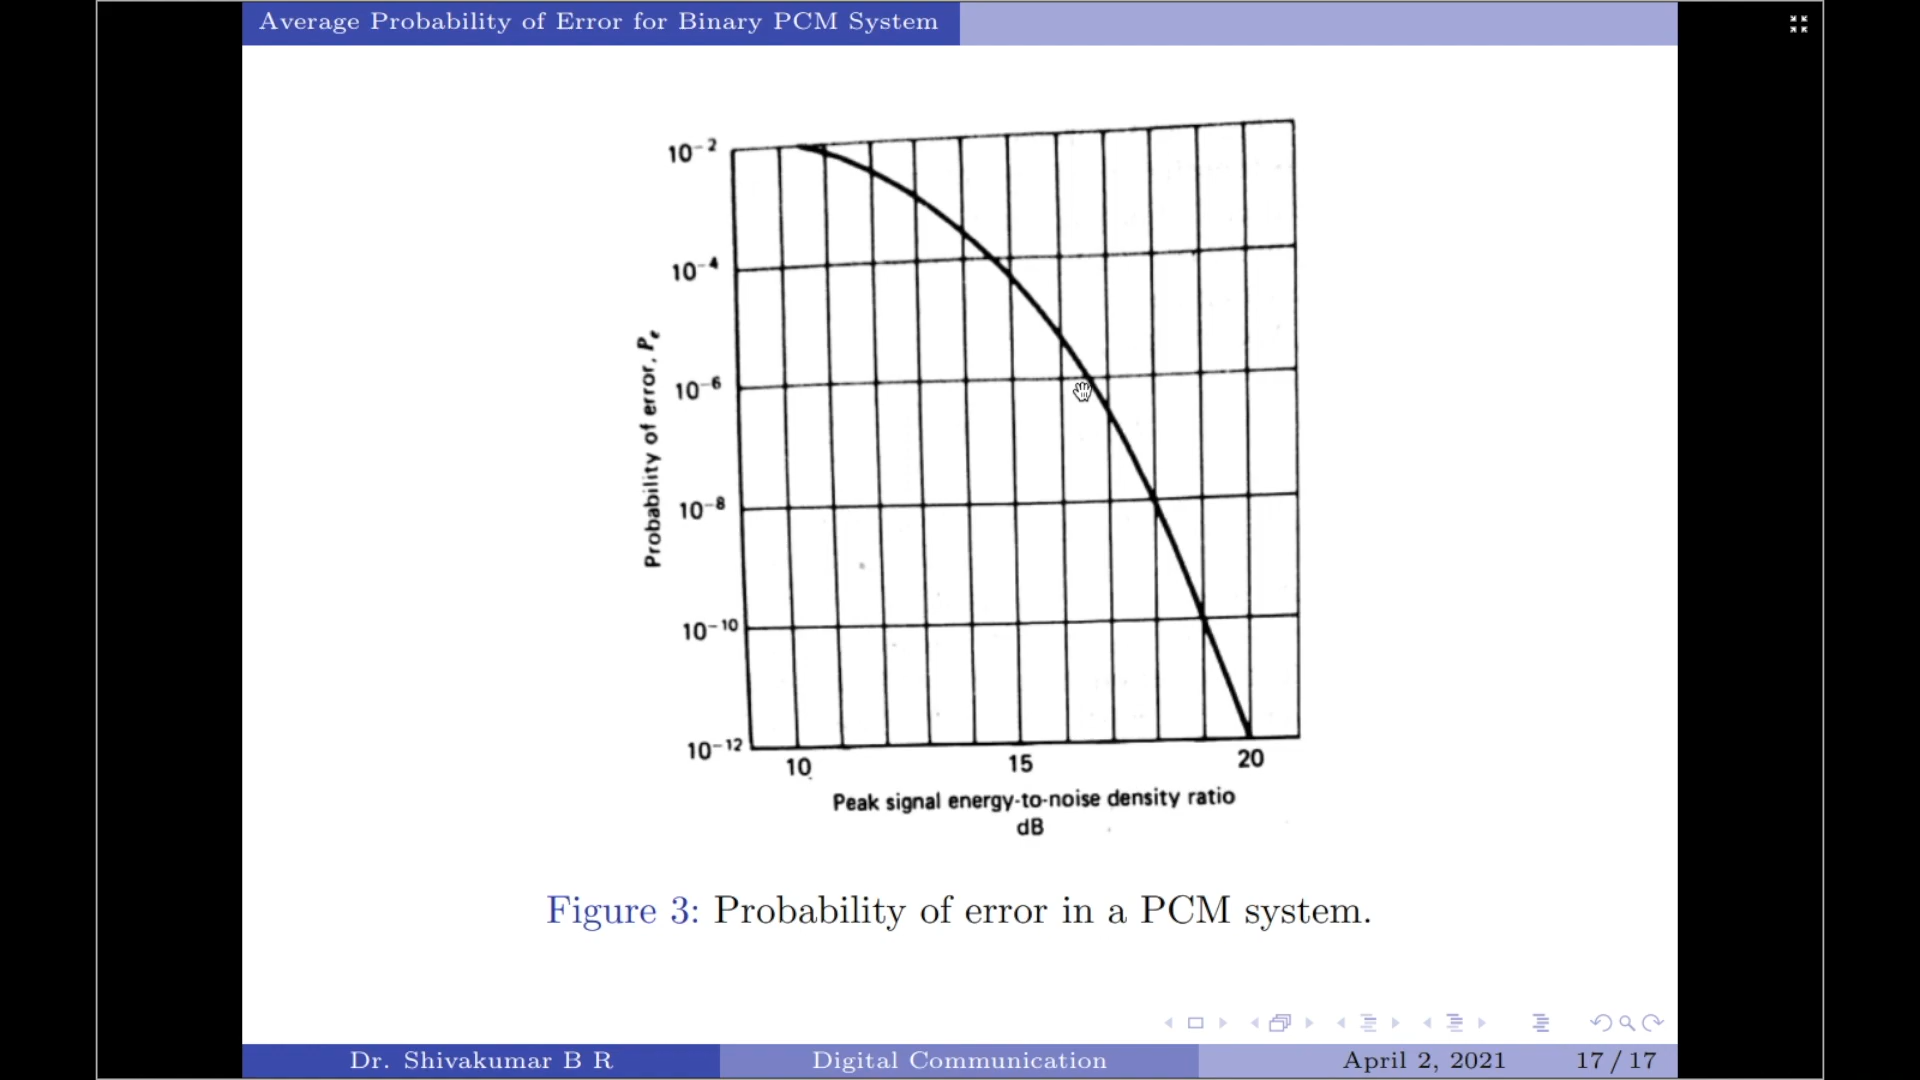 Average Probability of Error for Binary PCM System
10⁻²
10⁻⁴
10⁻⁶
10⁻⁸
10⁻¹⁰
10⁻¹²
Probability of error, Pₑ
10 15 20
Peak signal energy-to-noise density ratio
dB
Figure 3: Probability of error in a PCM system.
Dr. Shivakumar B R Digital Communication April 2, 2021 17 / 17